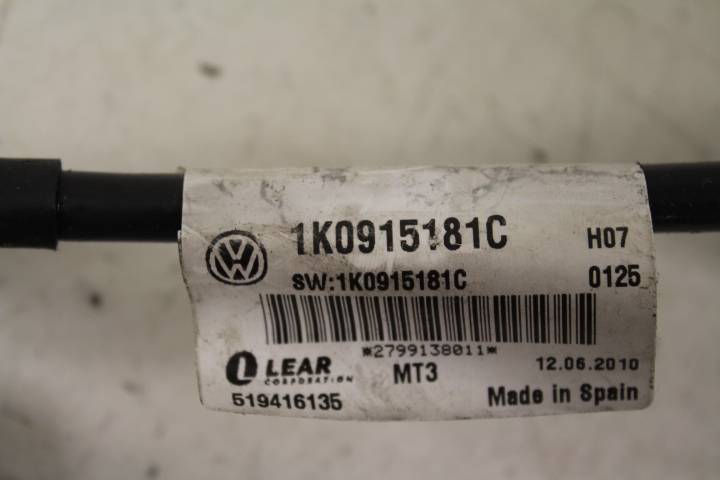 1K0915181C H07
SW:1K0915181C 0125
*2799138011*
LEAR
CORPORATION
MT3 12.06.2010
519416135 Made in Spain